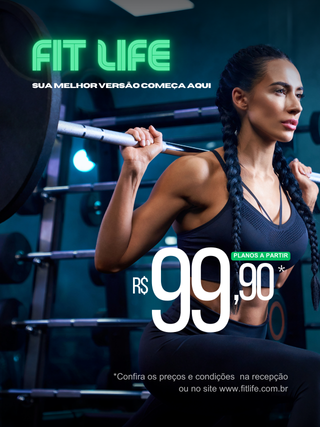 FIT LIFE
SUA MELHOR VERSÃO COMEÇA AQUI
PLANOS A PARTIR
R$ 99,90*
*Confira os preços e condições na recepção
ou no site www.fitlife.com.br